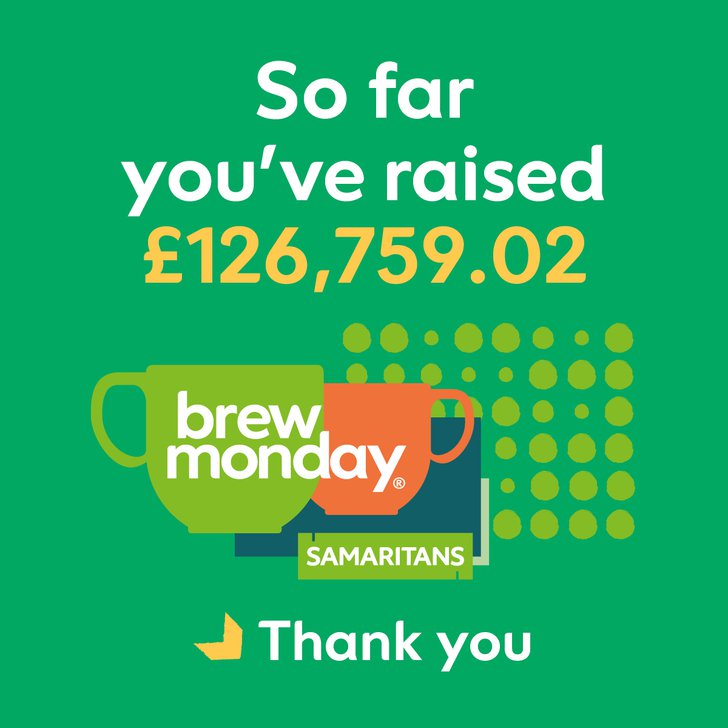 So far
you've raised
£126,759.02
brew
monday®
SAMARITANS
Thank you